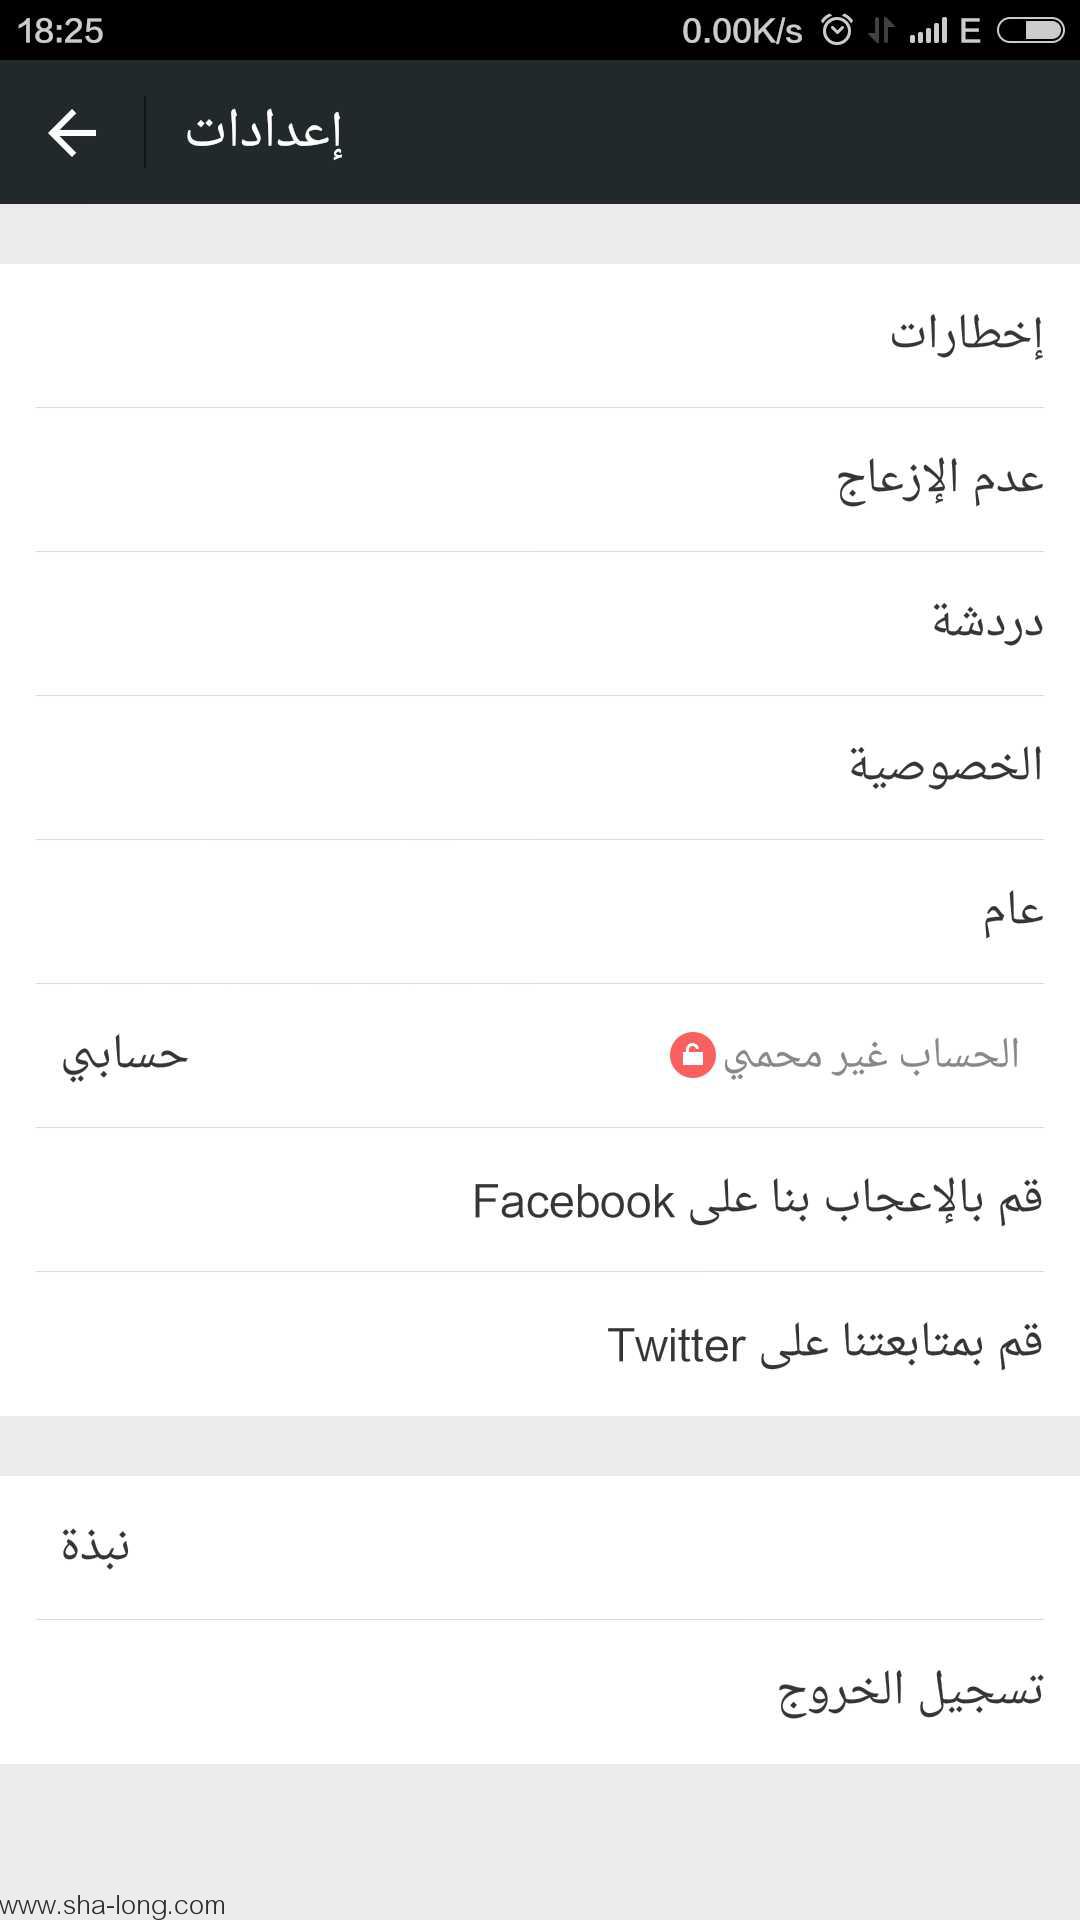 18:25 0.00K/s E
إعدادات
إخطارات
عدم الإزعاج
دردشة
الخصوصية
عام
حسابي الحساب غير محمي
قم بالإعجاب بنا على Facebook
قم بمتابعتنا على Twitter
نبذة
تسجيل الخروج
www.sha-long.com